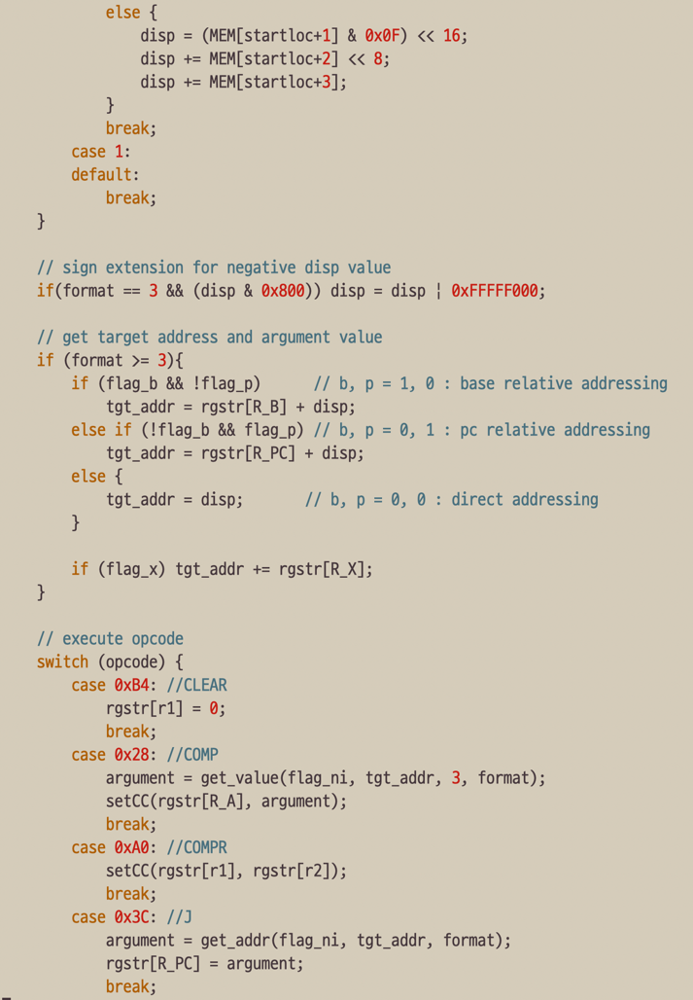 else {
disp = (MEM[startloc+1] & 0x0F) << 16;
disp += MEM[startloc+2] << 8;
disp += MEM[startloc+3];
}
break;
case 1:
default:
break;
}
// sign extension for negative disp value
if(format == 3 && (disp & 0x800)) disp = disp ¦ 0xFFFFF000;
// get target address and argument value
if (format >= 3){
if (flag_b && !flag_p) // b, p = 1, 0 : base relative addressing
tgt_addr = rgstr[R_B] + disp;
else if (!flag_b && flag_p) // b, p = 0, 1 : pc relative addressing
tgt_addr = rgstr[R_PC] + disp;
else {
tgt_addr = disp; // b, p = 0, 0 : direct addressing
}
if (flag_x) tgt_addr += rgstr[R_X];
}
// execute opcode
switch (opcode) {
case 0xB4: //CLEAR
rgstr[r1] = 0;
break;
case 0x28: //COMP
argument = get_value(flag_ni, tgt_addr, 3, format);
setCC(rgstr[R_A], argument);
break;
case 0xA0: //COMPR
setCC(rgstr[r1], rgstr[r2]);
break;
case 0x3C: //J
argument = get_addr(flag_ni, tgt_addr, format);
rgstr[R_PC] = argument;
break;